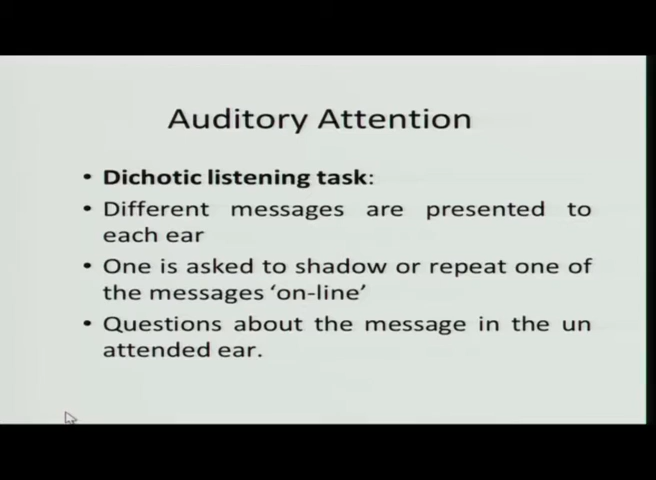 Auditory Attention
• Dichotic listening task:
• Different messages are presented to
each ear
• One is asked to shadow or repeat one of
the messages ‘on-line’
• Questions about the message in the un
attended ear.